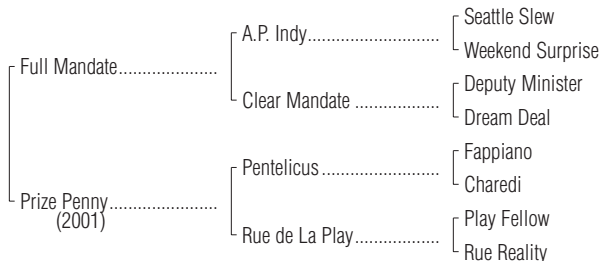 Seattle Slew
A.P. Indy
Weekend Surprise
Full Mandate
Deputy Minister
Clear Mandate
Dream Deal
Fappiano
Pentelicus
Charedi
Prize Penny
(2001)
Play Fellow
Rue de La Play
Rue Reality